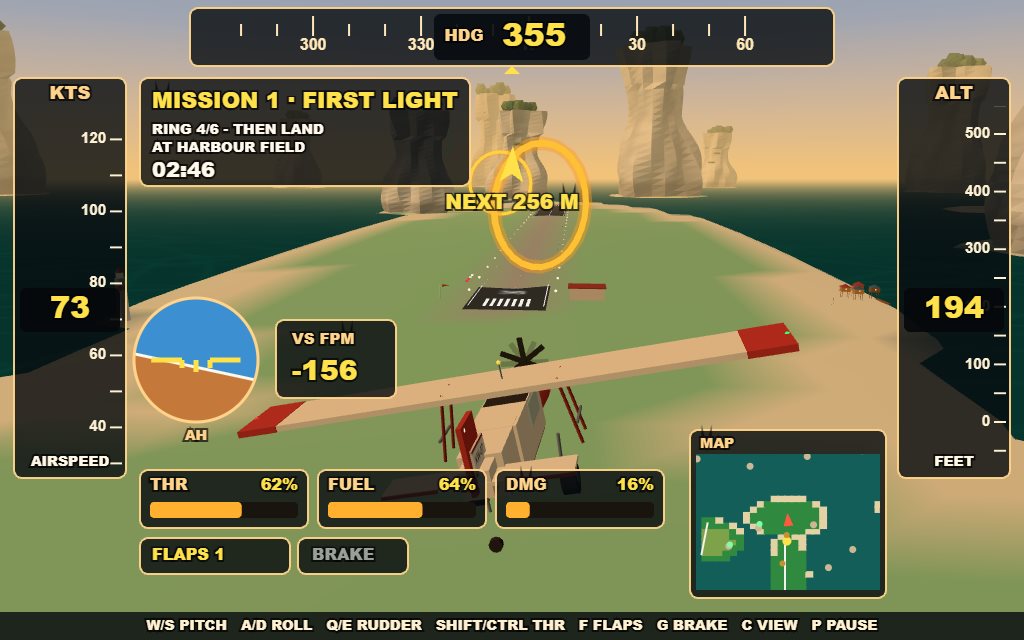 300
330
HDG 355
30
60
KTS
120
100
80
73
60
40
AIRSPEED
MISSION 1 · FIRST LIGHT
RING 4/6 - THEN LAND
AT HARBOUR FIELD
02:46
NEXT 256 M
ALT
500
400
300
194
100
0
FEET
VS FPM
-156
AH
MAP
THR 62%
FUEL 64%
DMG 16%
FLAPS 1
BRAKE
W/S PITCH A/D ROLL Q/E RUDDER SHIFT/CTRL THR F FLAPS G BRAKE C VIEW P PAUSE